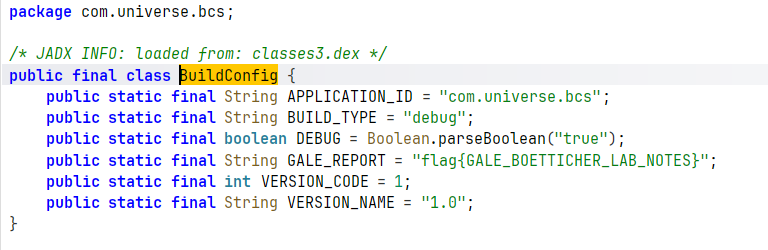 package com.universe.bcs;
/* JADX INFO: loaded from: classes3.dex */
public final class BuildConfig {
    public static final String APPLICATION_ID = "com.universe.bcs";
    public static final String BUILD_TYPE = "debug";
    public static final boolean DEBUG = Boolean.parseBoolean("true");
    public static final String GALE_REPORT = "flag{GALE_BOETTICHER_LAB_NOTES}";
    public static final int VERSION_CODE = 1;
    public static final String VERSION_NAME = "1.0";
}